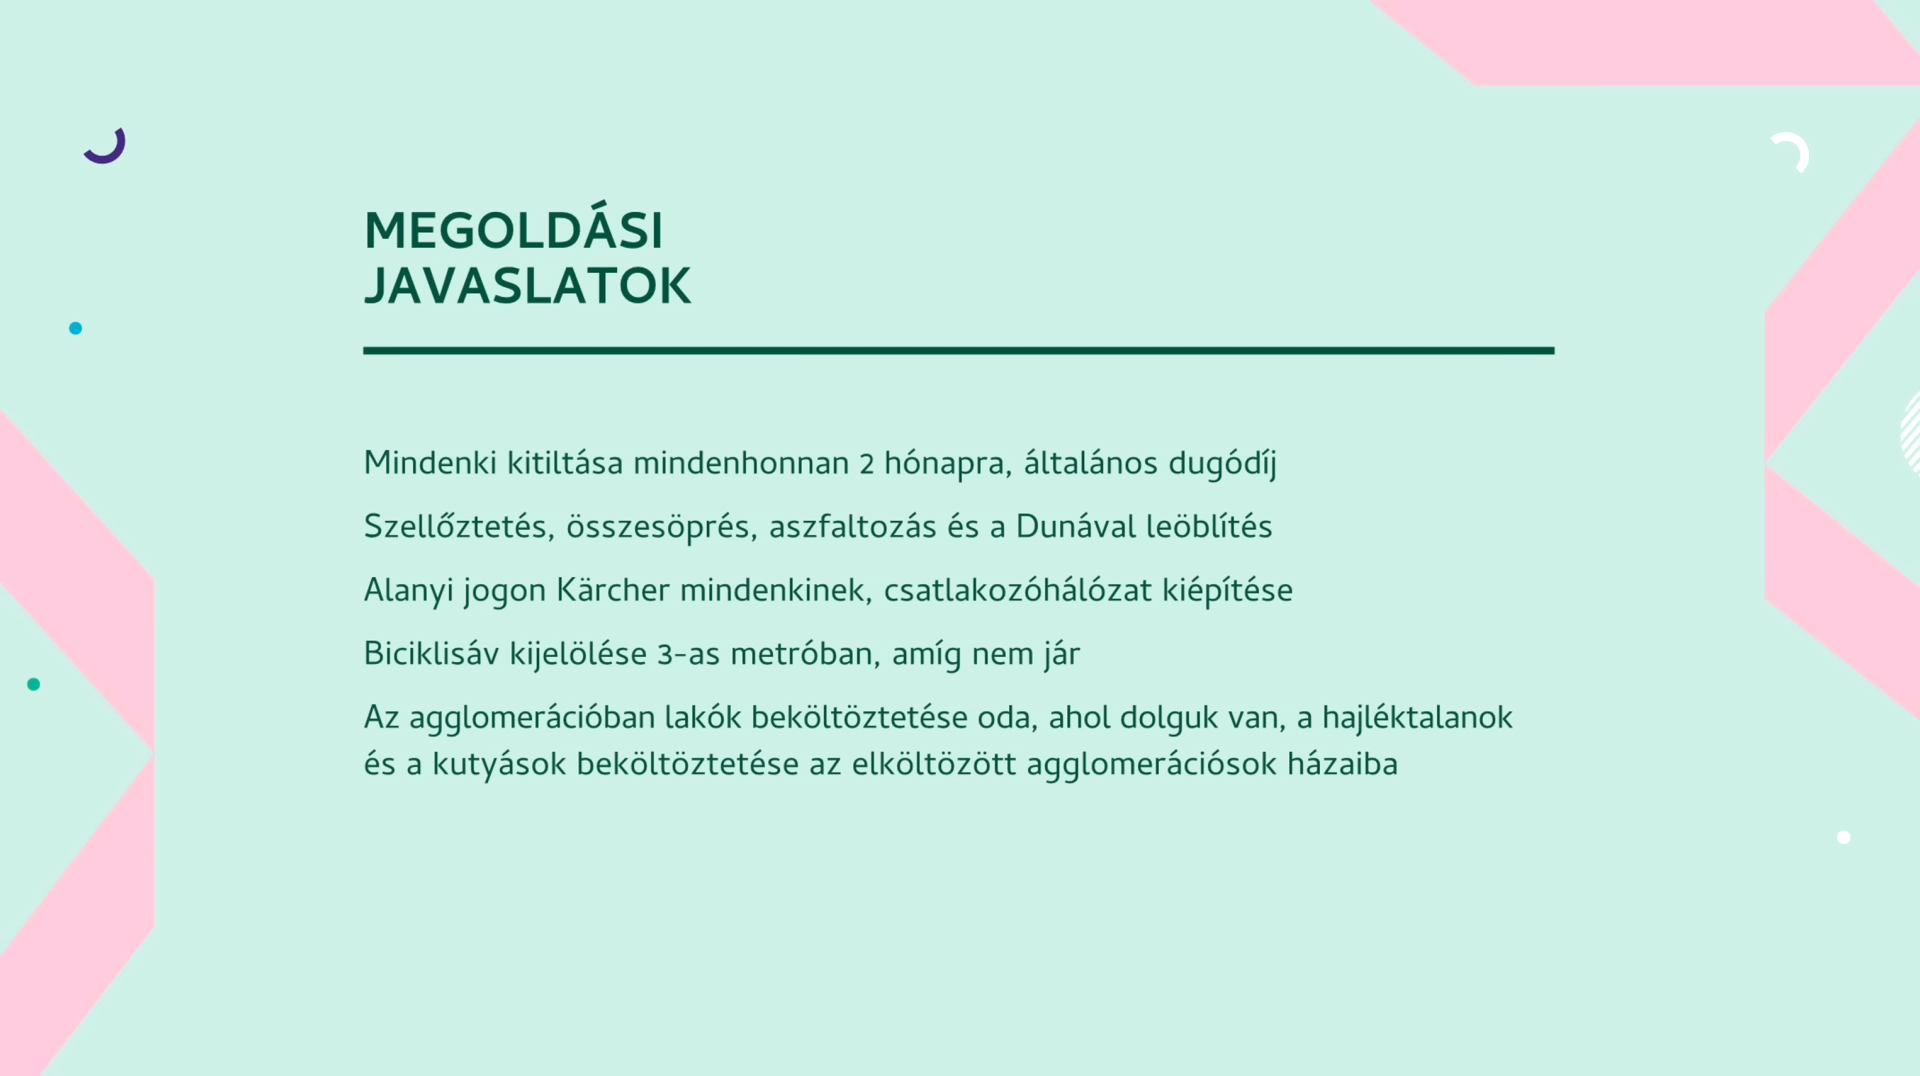 MEGOLDÁSI
JAVASLATOK
Mindenki kitiltása mindenhonnan 2 hónapra, általános dugódíj
Szellőztetés, összesöprés, aszfaltozás és a Dunával leöblítés
Alanyi jogon Kärcher mindenkinek, csatlakozóhálózat kiépítése
Biciklisáv kijelölése 3-as metróban, amíg nem jár
Az agglomerációban lakók beköltöztetése oda, ahol dolguk van, a hajléktalanok
és a kutyások beköltöztetése az elköltözött agglomerációsok házaiba